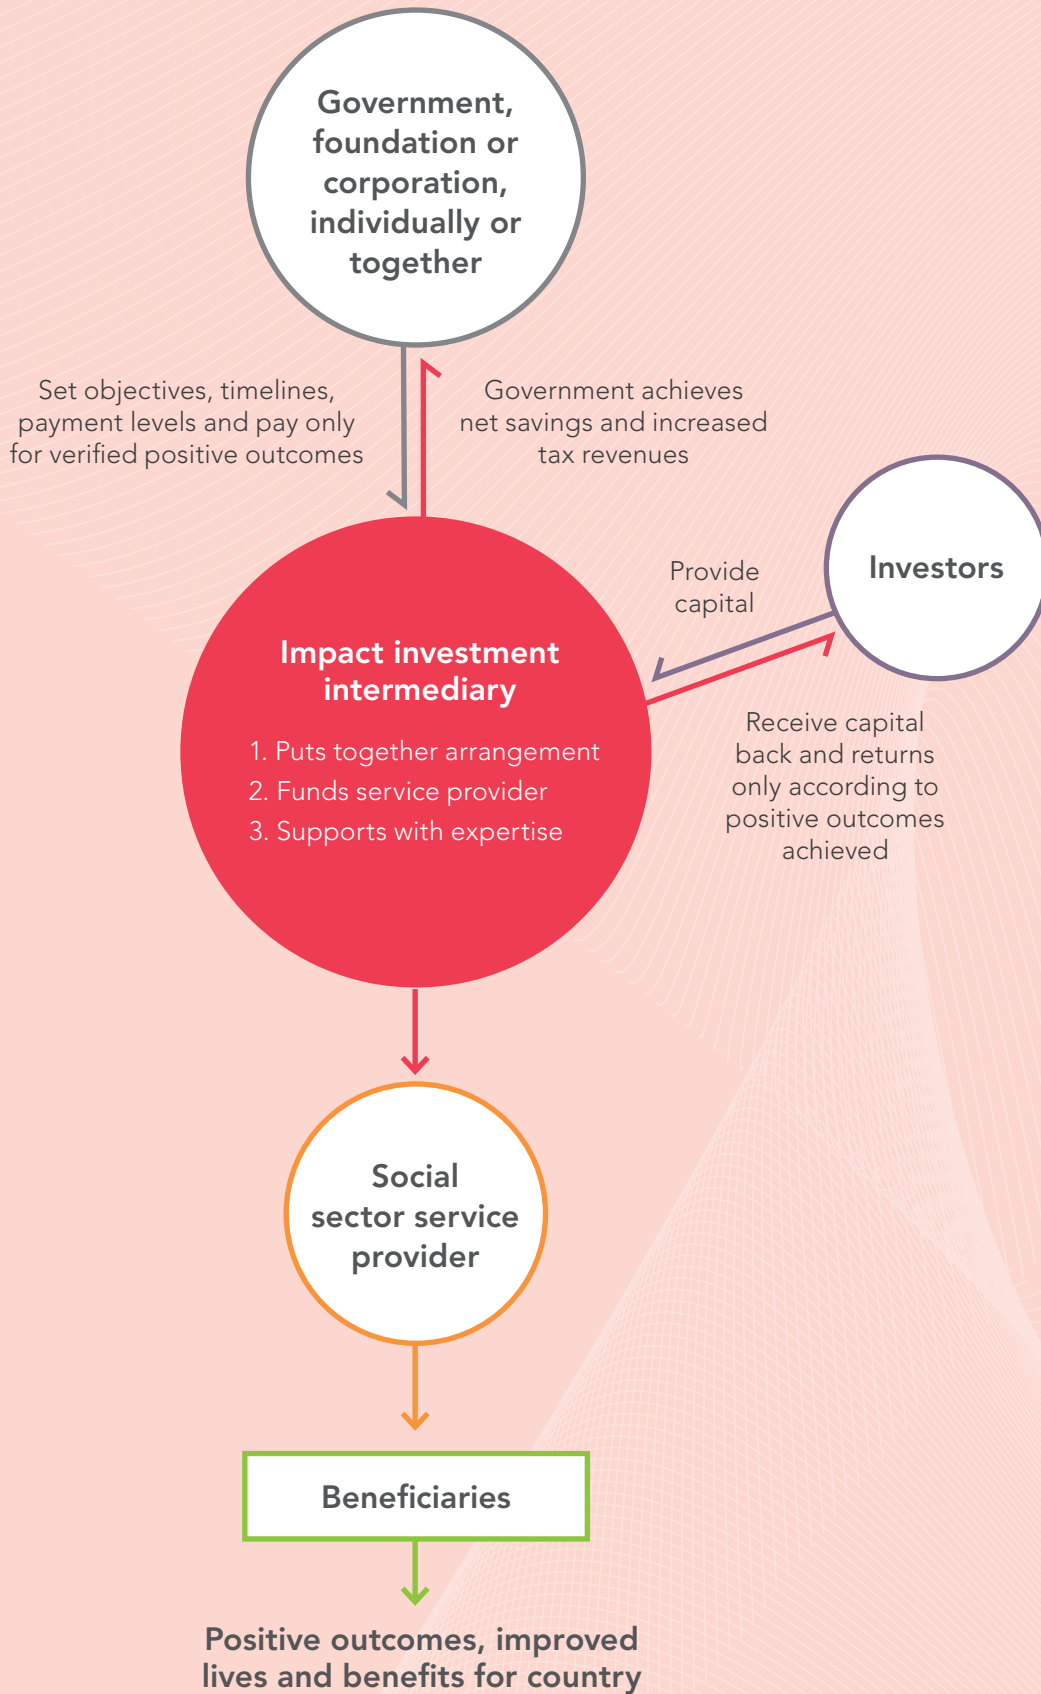 Government,
foundation or
corporation,
individually or
together
Set objectives, timelines,
payment levels and pay only
for verified positive outcomes
Government achieves
net savings and increased
tax revenues
Investors
Provide
capital
Impact investment
intermediary
1. Puts together arrangement
2. Funds service provider
3. Supports with expertise
Receive capital
back and returns
only according to
positive outcomes
achieved
Social
sector service
provider
Beneficiaries
Positive outcomes, improved
lives and benefits for country